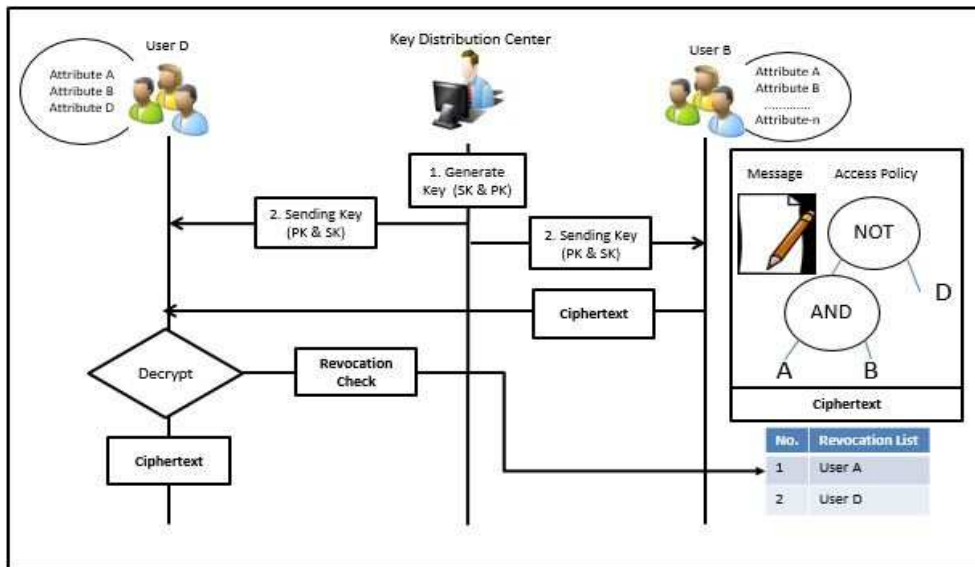 User D
Key Distribution Center
User B
Attribute A
Attribute B
Attribute D
Attribute A
Attribute B
..............
Attribute-n
1. Generate
Key (SK & PK)
2. Sending Key
(PK & SK)
2. Sending Key
(PK & SK)
Message
Access Policy
NOT
D
AND
A
B
Ciphertext
Ciphertext
Decrypt
Revocation
Check
Ciphertext
No.
Revocation List
1
User A
2
User D